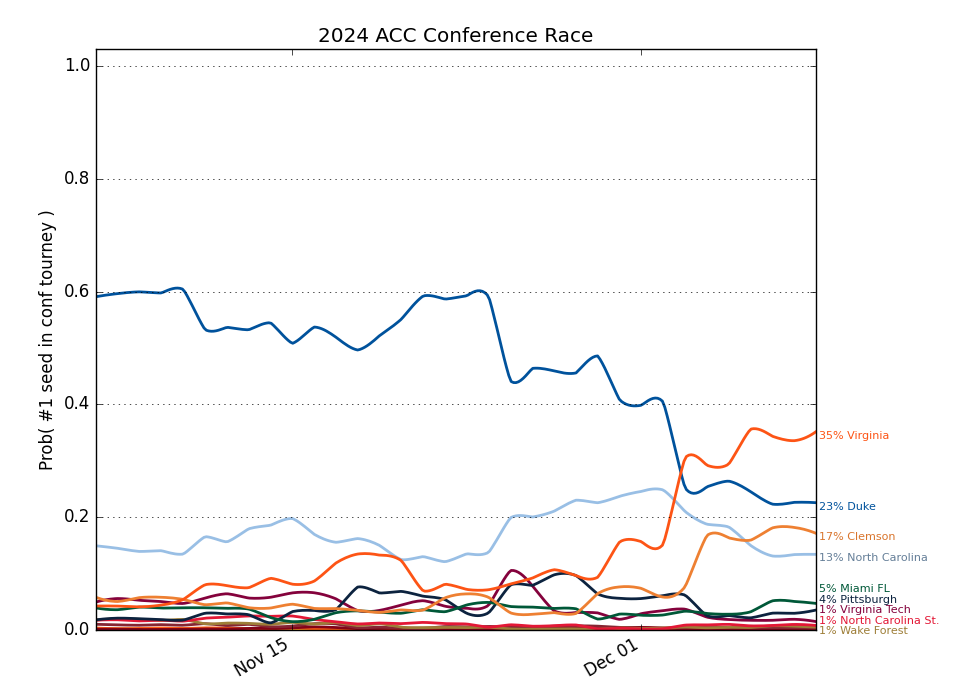 2024 ACC Conference Race
Prob( #1 seed in conf tourney )
1.0
0.8
0.6
0.4
0.2
0.0
Nov 15
Dec 01
35% Virginia
23% Duke
17% Clemson
13% North Carolina
5% Miami FL
4% Pittsburgh
1% Virginia Tech
1% North Carolina St.
1% Wake Forest